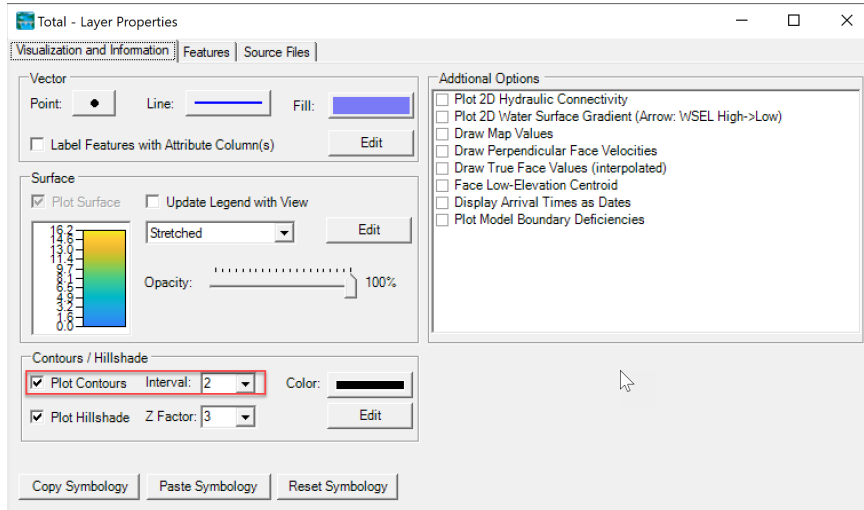 Total - Layer Properties
Visualization and Information Features Source Files
Vector
Point: Line: Fill:
Label Features with Attribute Column(s) Edit
Surface
Plot Surface Update Legend with View
16.2
14.6
13.0
11.4
9.7
8.1
6.5
4.9
3.2
1.6
0.0
Stretched Edit
Opacity: 100%
Contours / Hillshade
Plot Contours Interval: 2 Color:
Plot Hillshade Z Factor: 3 Edit
Copy Symbology Paste Symbology Reset Symbology
Addtional Options
Plot 2D Hydraulic Connectivity
Plot 2D Water Surface Gradient (Arrow: WSEL High->Low)
Draw Map Values
Draw Perpendicular Face Velocities
Draw True Face Values (interpolated)
Face Low-Elevation Centroid
Display Arrival Times as Dates
Plot Model Boundary Deficiencies